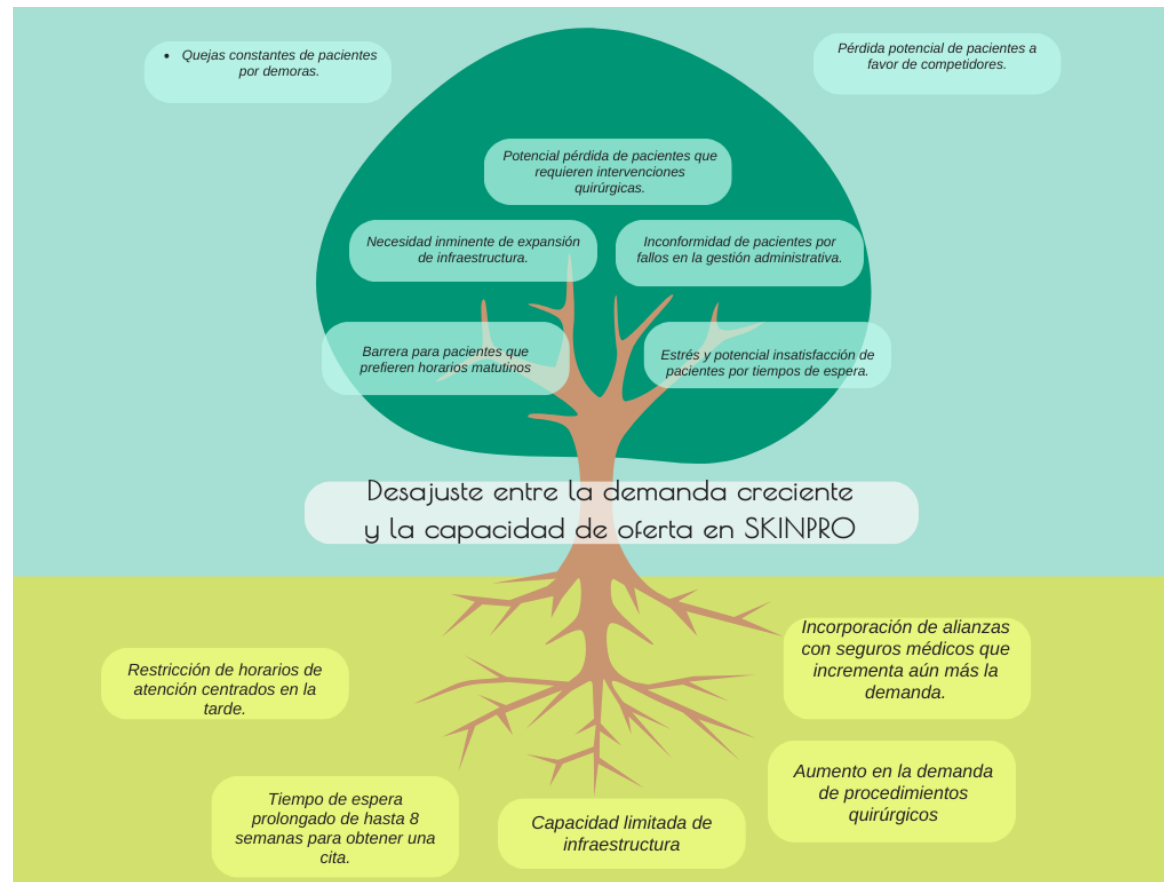 • Quejas constantes de pacientes
por demoras.
Pérdida potencial de pacientes a
favor de competidores.
Potencial pérdida de pacientes que
requieren intervenciones
quirúrgicas.
Necesidad inminente de expansión
de infraestructura.
Inconformidad de pacientes por
fallos en la gestión administrativa.
Barrera para pacientes que
prefieren horarios matutinos
Estrés y potencial insatisfacción de
pacientes por tiempos de espera.
Desajuste entre la demanda creciente
y la capacidad de oferta en SKINPRO
Incorporación de alianzas
con seguros médicos que
incrementa aún más la
demanda.
Restricción de horarios de
atención centrados en la
tarde.
Aumento en la demanda
de procedimientos
quirúrgicos
Tiempo de espera
prolongado de hasta 8
semanas para obtener una
cita.
Capacidad limitada de
infraestructura